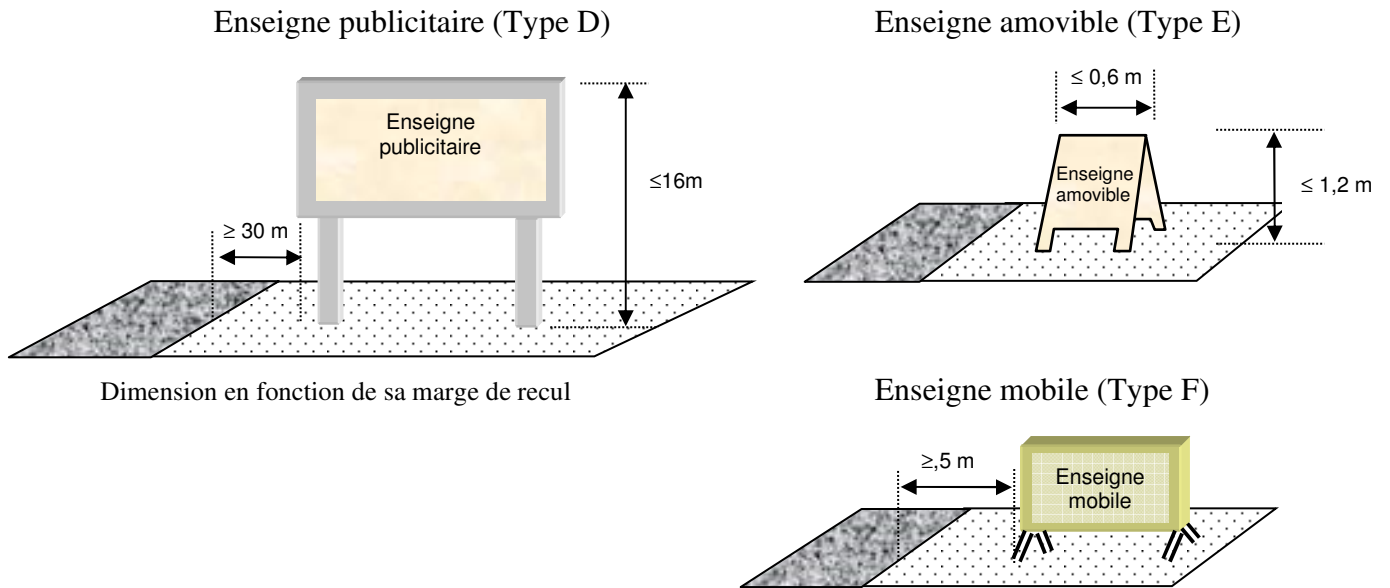 Enseigne publicitaire (Type D)
Enseigne
publicitaire
≤16m
≥ 30 m
Dimension en fonction de sa marge de recul
Enseigne amovible (Type E)
≤ 0,6 m
Enseigne
amovible
≤ 1,2 m
Enseigne mobile (Type F)
≥,5 m
Enseigne
mobile